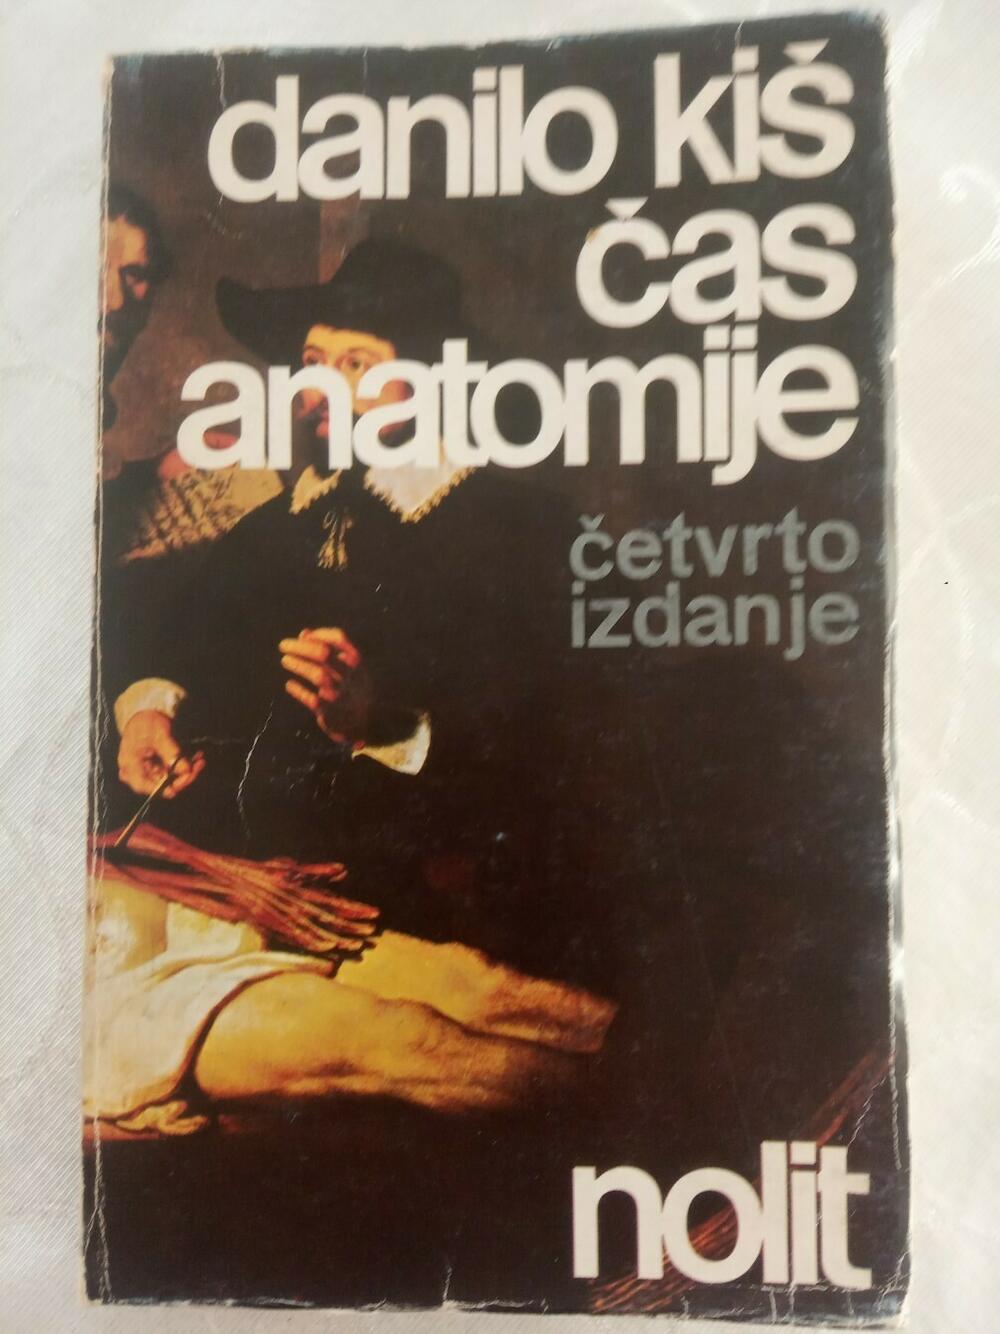 danilo kiš
čas
anatomije
četvrto
izdanje
nolit